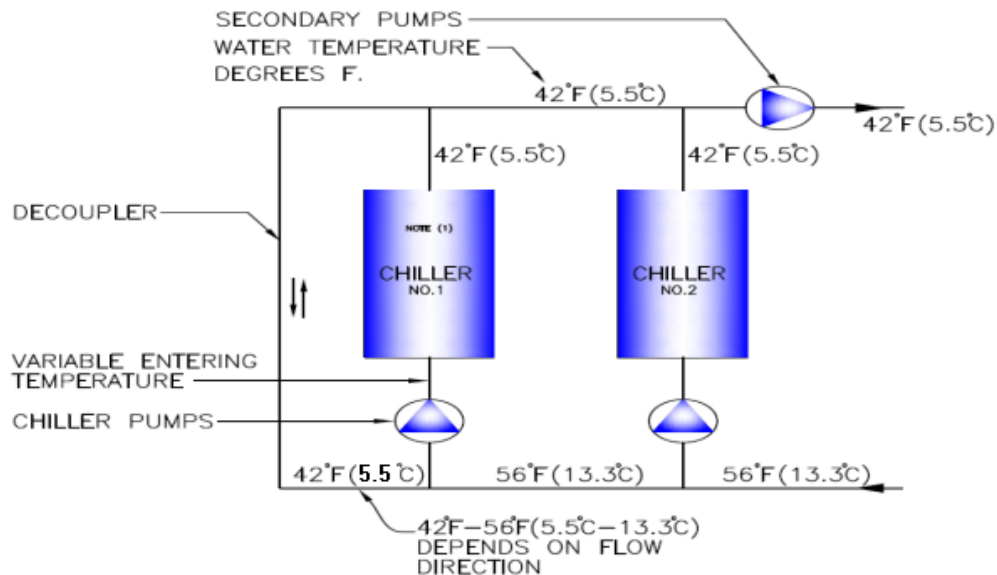 SECONDARY PUMPS
WATER TEMPERATURE
DEGREES F.
42°F(5.5°C)
42°F(5.5°C)
42°F(5.5°C)
42°F(5.5°C)
DECOUPLER
NOTE (1)
CHILLER
NO.1
CHILLER
NO.2
VARIABLE ENTERING
TEMPERATURE
CHILLER PUMPS
42°F(5.5°C)
56°F(13.3°C)
56°F(13.3°C)
42°F-56°F(5.5°C-13.3°C)
DEPENDS ON FLOW
DIRECTION